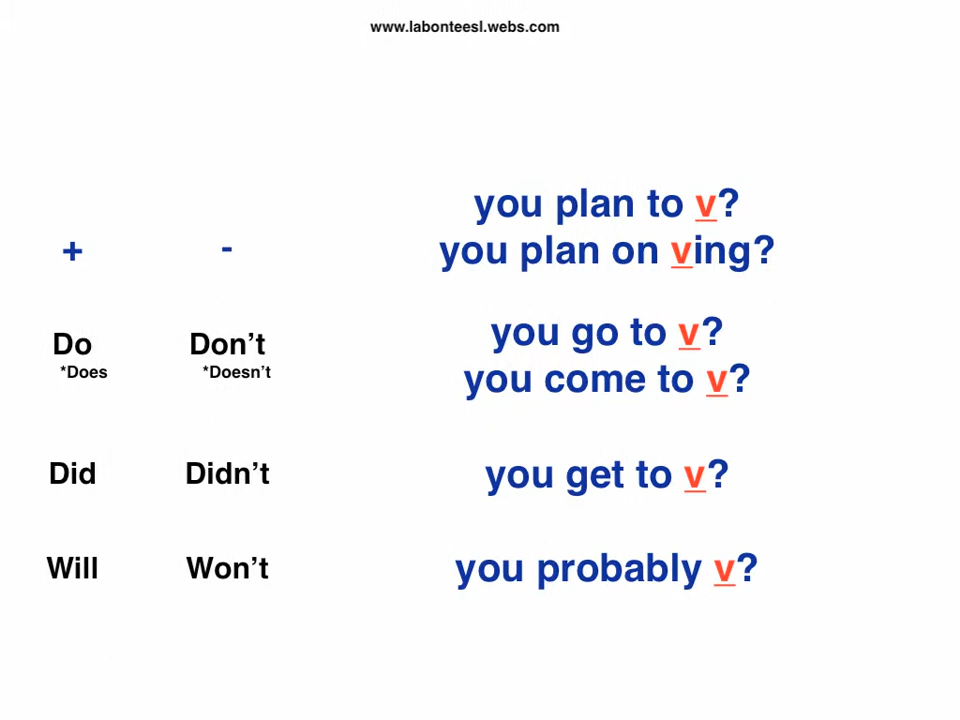 www.labonteesl.webs.com
you plan to v?
+ - you plan on ving?
Do Don’t you go to v?
*Does *Doesn’t you come to v?
Did Didn’t you get to v?
Will Won’t you probably v?